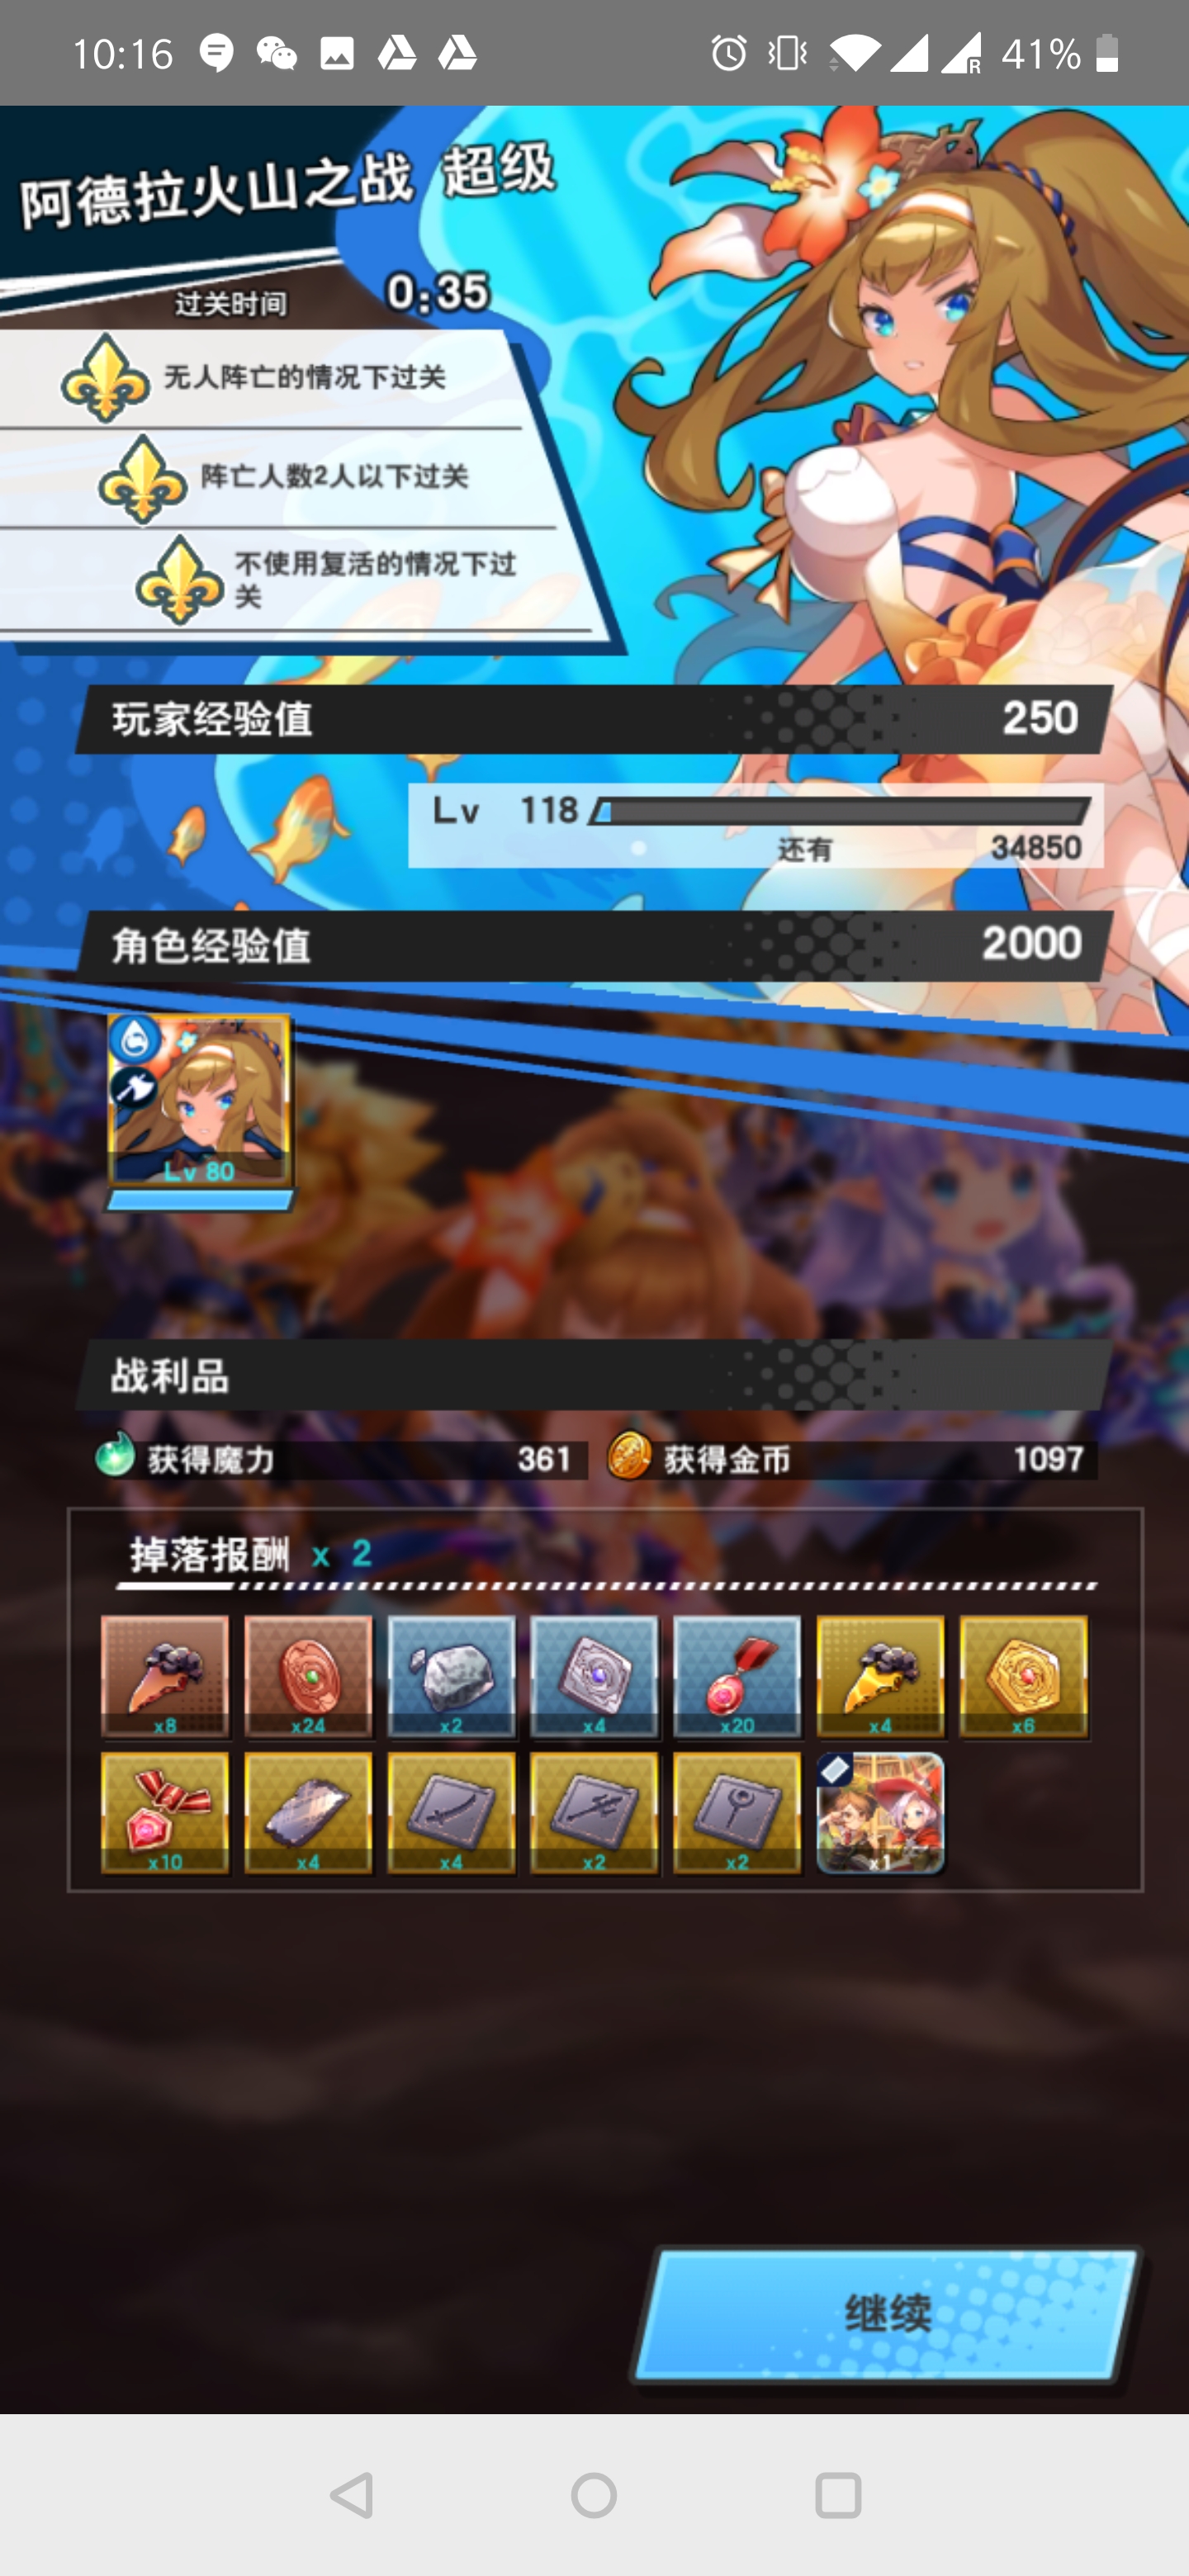 10:16
R 41%
阿德拉火山之战 超级
过关时间 0:35
无人阵亡的情况下过关
阵亡人数2人以下过关
不使用复活的情况下过
关
玩家经验值 250
Lv 118
还有 34850
角色经验值 2000
Lv 80
战利品
获得魔力 361 获得金币 1097
掉落报酬 x 2
x8 x24 x2 x4 x20 x4 x6
x10 x4 x4 x2 x2 x1
继续